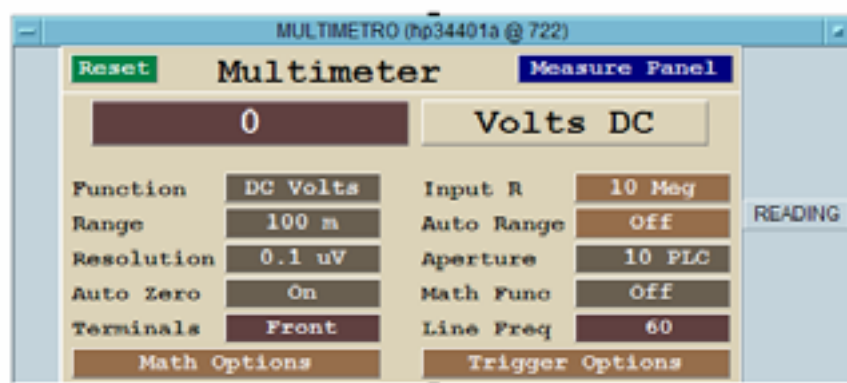 MULTIMETRO (hp34401a @ 722)
Reset Multimeter Measure Panel
0 Volts DC
Function DC Volts Input R 10 Meg
Range 100 m Auto Range Off
READING
Resolution 0.1 uV Aperture 10 PLC
Auto Zero On Math Func Off
Terminals Front Line Freq 60
Math Options Trigger Options